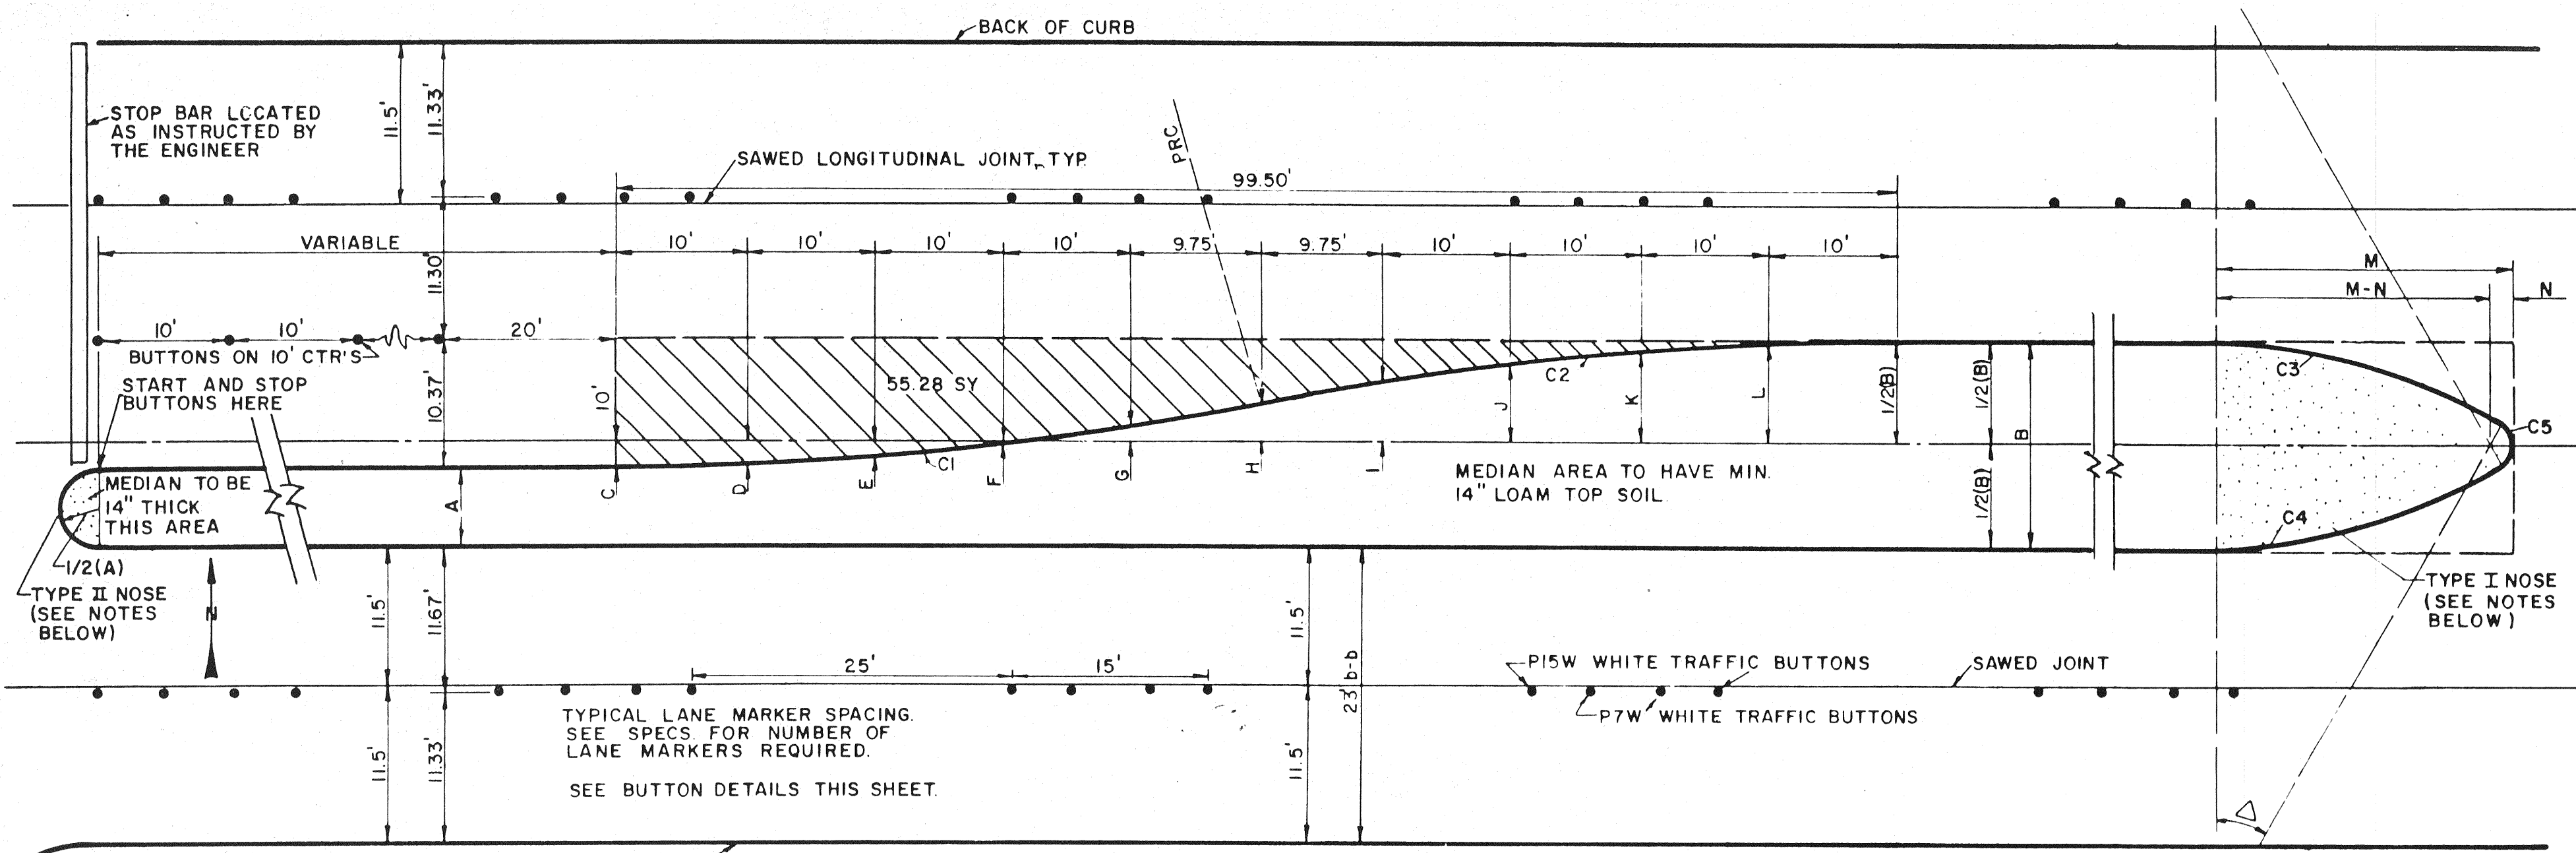 BACK OF CURB
STOP BAR LOCATED
AS INSTRUCTED BY
THE ENGINEER
11.5'
11.33'
SAWED LONGITUDINAL JOINT, TYP.
PRC
99.50'
VARIABLE
10'
10'
10'
10'
9.75'
9.75'
10'
10'
10'
10'
11.30'
M
M-N
N
10'
10'
20'
BUTTONS ON 10' CTR'S
START AND STOP
BUTTONS HERE
10.37'
10'
55.28 SY
C1
C2
C3
C4
C5
C
D
E
F
G
H
I
J
K
L
1/2(B)
1/2(B)
B
1/2(B)
A
MEDIAN TO BE
14" THICK
THIS AREA
MEDIAN AREA TO HAVE MIN.
14" LOAM TOP SOIL.
1/2(A)
TYPE II NOSE
(SEE NOTES
BELOW)
N
TYPE I NOSE
(SEE NOTES
BELOW)
11.5'
11.67'
11.5'
23' b-b
25'
15'
P15W WHITE TRAFFIC BUTTONS
SAWED JOINT
P7W WHITE TRAFFIC BUTTONS
TYPICAL LANE MARKER SPACING.
SEE SPECS. FOR NUMBER OF
LANE MARKERS REQUIRED.
SEE BUTTON DETAILS THIS SHEET.
11.5'
11.33'
11.5'
Δ